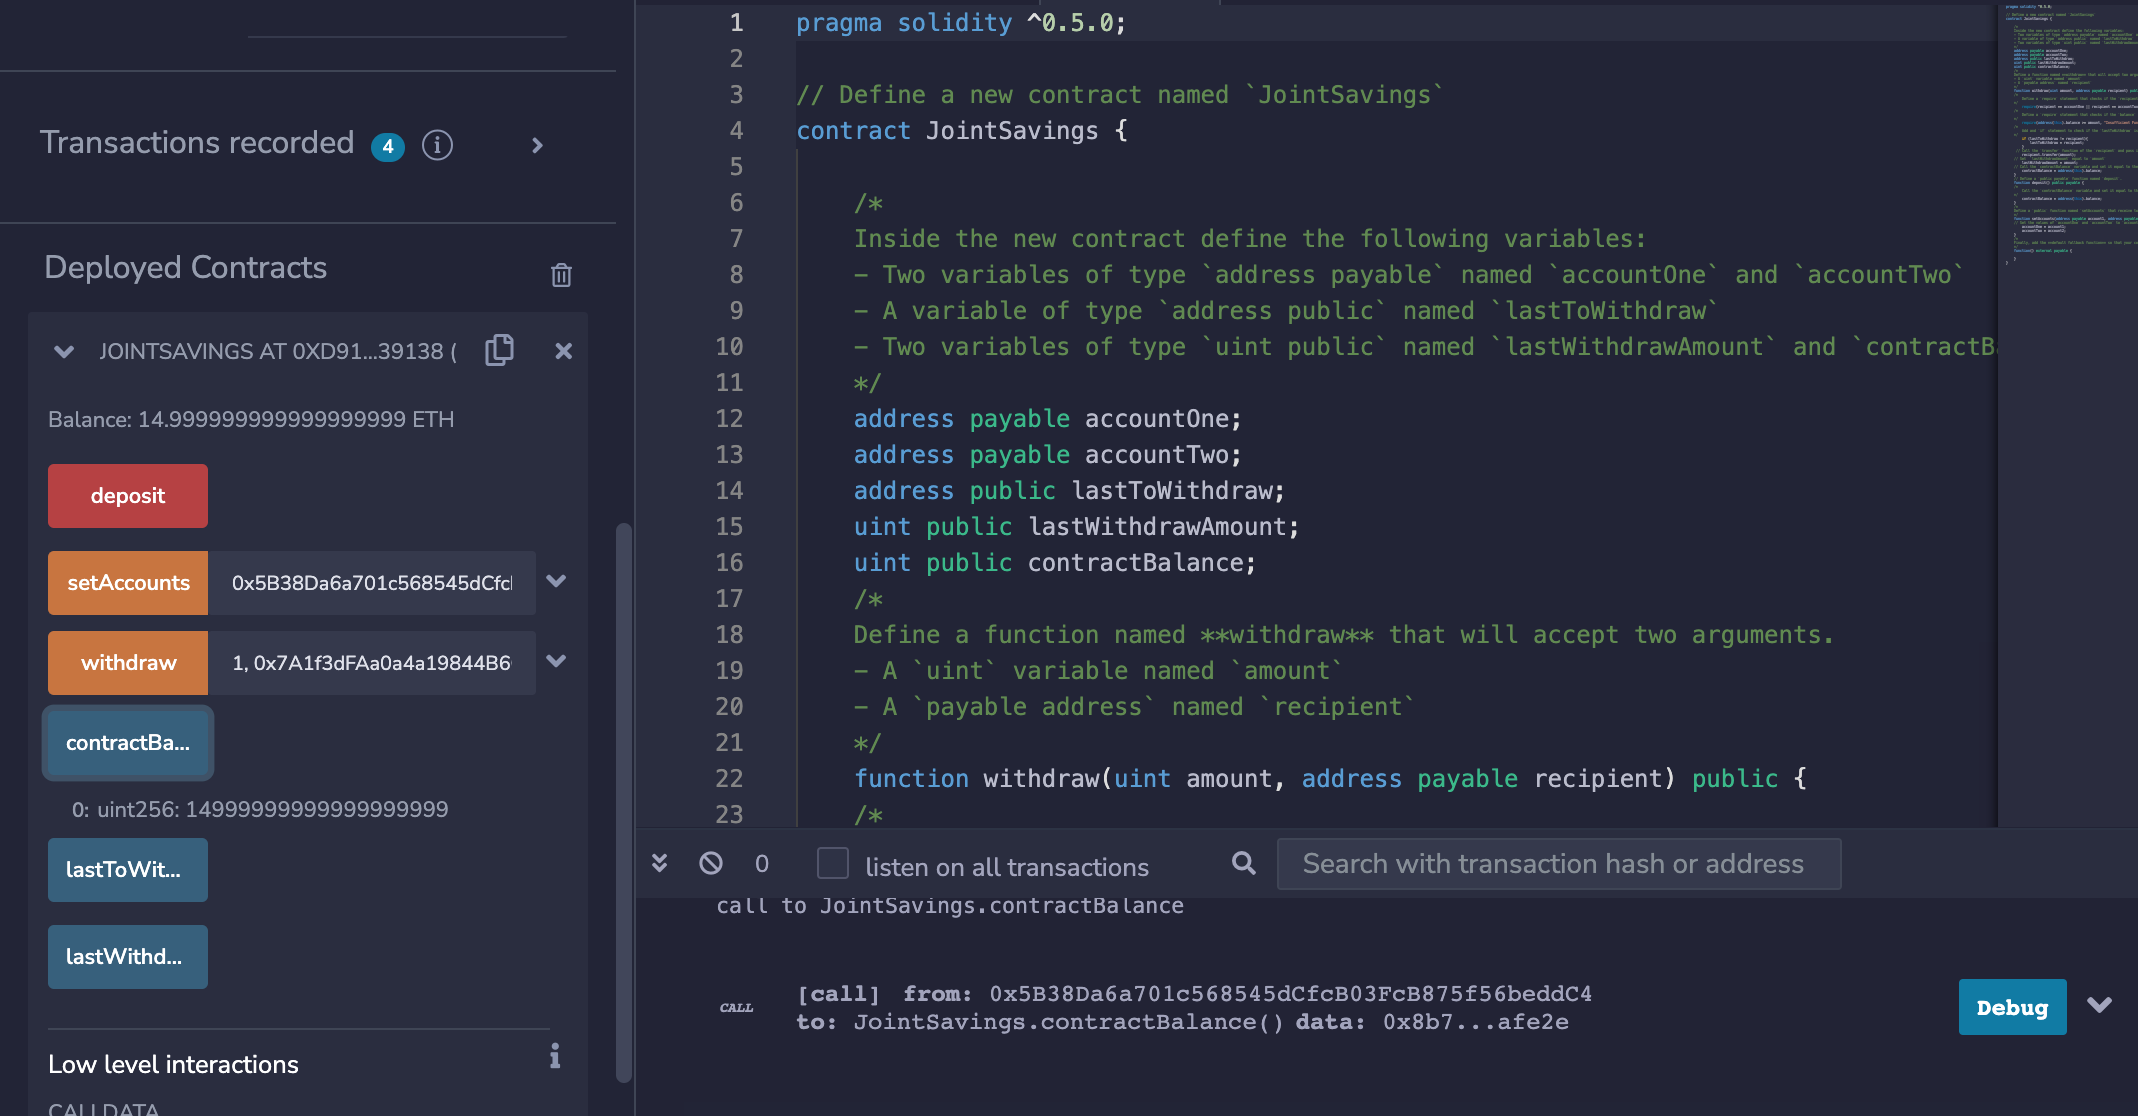 Transactions recorded 4
Deployed Contracts
JOINTSAVINGS AT 0XD91...39138 (
Balance: 14.999999999999999999 ETH
deposit
setAccounts 0x5B38Da6a701c568545dCfc
withdraw 1, 0x7A1f3dFAa0a4a19844B6
contractBa...
0: uint256: 14999999999999999999
lastToWit...
lastWithd...
Low level interactions
CALLDATA
1 pragma solidity ^0.5.0;
2
3 // Define a new contract named `JointSavings`
4 contract JointSavings {
5
6 /*
7 Inside the new contract define the following variables:
8 - Two variables of type `address payable` named `accountOne` and `accountTwo`
9 - A variable of type `address public` named `lastToWithdraw`
10 - Two variables of type `uint public` named `lastWithdrawAmount` and `contractB
11 */
12 address payable accountOne;
13 address payable accountTwo;
14 address public lastToWithdraw;
15 uint public lastWithdrawAmount;
16 uint public contractBalance;
17 /*
18 Define a function named **withdraw** that will accept two arguments.
19 - A `uint` variable named `amount`
20 - A `payable address` named `recipient`
21 */
22 function withdraw(uint amount, address payable recipient) public {
23 /*
0 listen on all transactions Search with transaction hash or address
call to JointSavings.contractBalance
CALL [call] from: 0x5B38Da6a701c568545dCfcB03FcB875f56beddC4
to: JointSavings.contractBalance() data: 0x8b7...afe2e
Debug